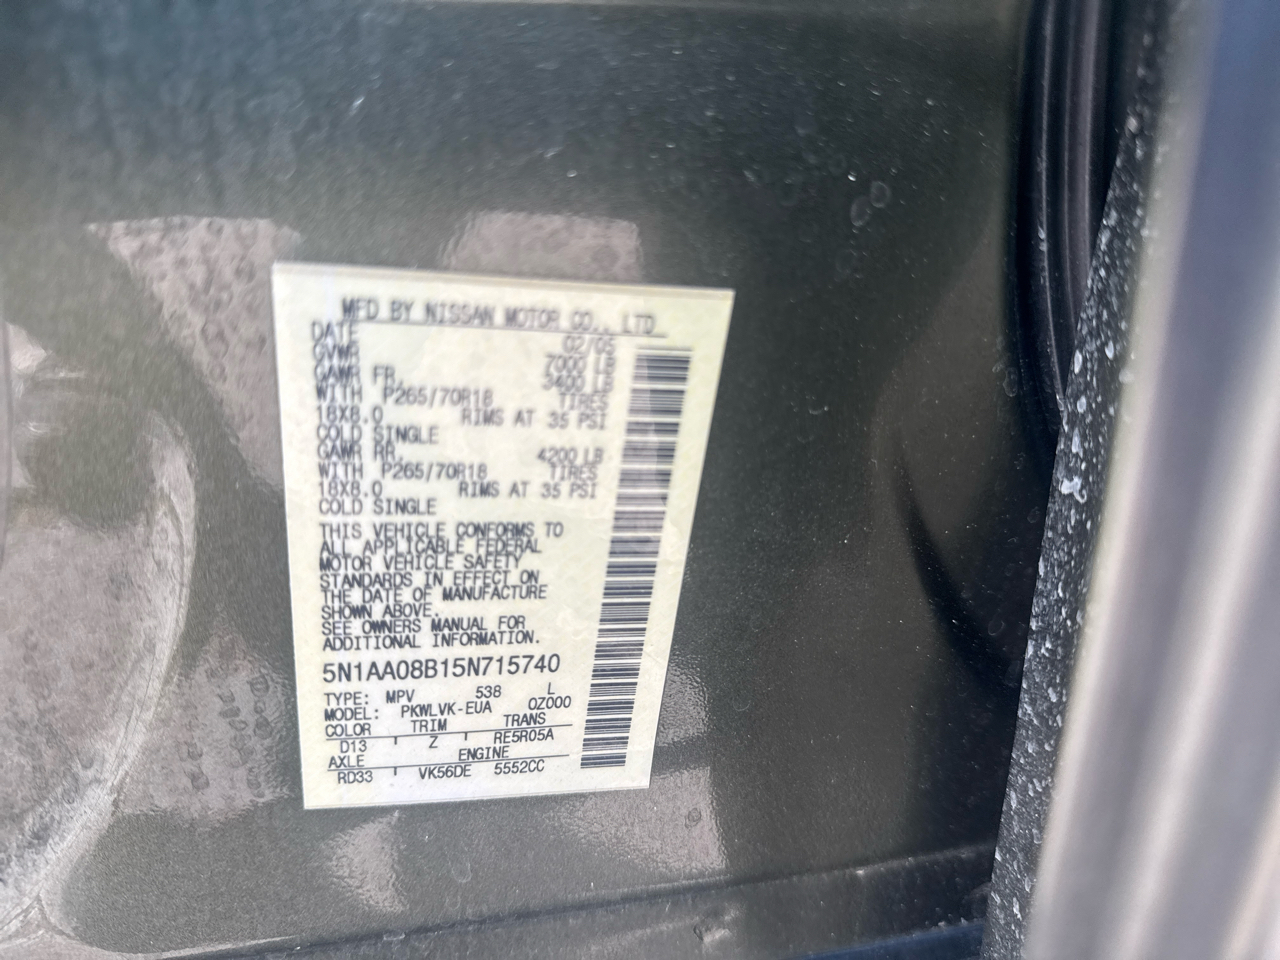 MFD BY NISSAN MOTOR CO., LTD
DATE 02/05
GVWR 7000 LB
GAWR FR. 3400 LB
WITH P265/70R18 TIRES
18X8.0 RIMS AT 35 PSI
COLD SINGLE
GAWR RR. 4200 LB
WITH P265/70R18 TIRES
18X8.0 RIMS AT 35 PSI
COLD SINGLE
THIS VEHICLE CONFORMS TO
ALL APPLICABLE FEDERAL
MOTOR VEHICLE SAFETY
STANDARDS IN EFFECT ON
THE DATE OF MANUFACTURE
SHOWN ABOVE.
SEE OWNERS MANUAL FOR
ADDITIONAL INFORMATION.
5N1AA08B15N715740
TYPE: MPV 538 L
MODEL: PKWLVK-EUA 0Z000
COLOR TRIM TRANS
D13 Z RE5R05A
AXLE ENGINE
RD33 VK56DE 5552CC